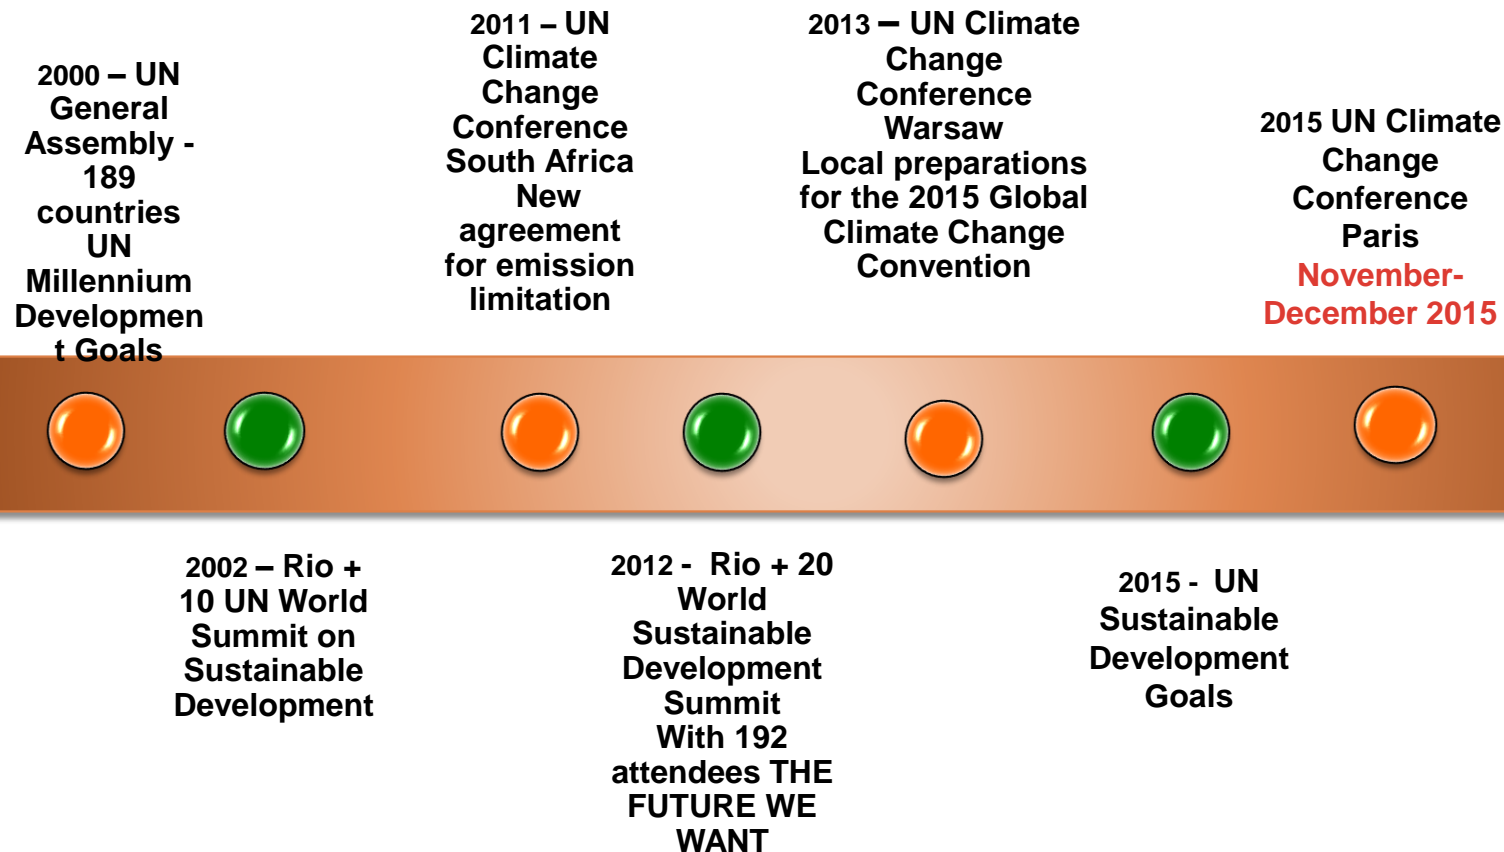 2000 – UN
General
Assembly -
189
countries
UN
Millennium
Developmen
t Goals
2011 – UN
Climate
Change
Conference
South Africa
New
agreement
for emission
limitation
2013 – UN Climate
Change
Conference
Warsaw
Local preparations
for the 2015 Global
Climate Change
Convention
2015 UN Climate
Change
Conference
Paris
November-
December 2015
2002 – Rio +
10 UN World
Summit on
Sustainable
Development
2012 - Rio + 20
World
Sustainable
Development
Summit
With 192
attendees THE
FUTURE WE
WANT
2015 - UN
Sustainable
Development
Goals